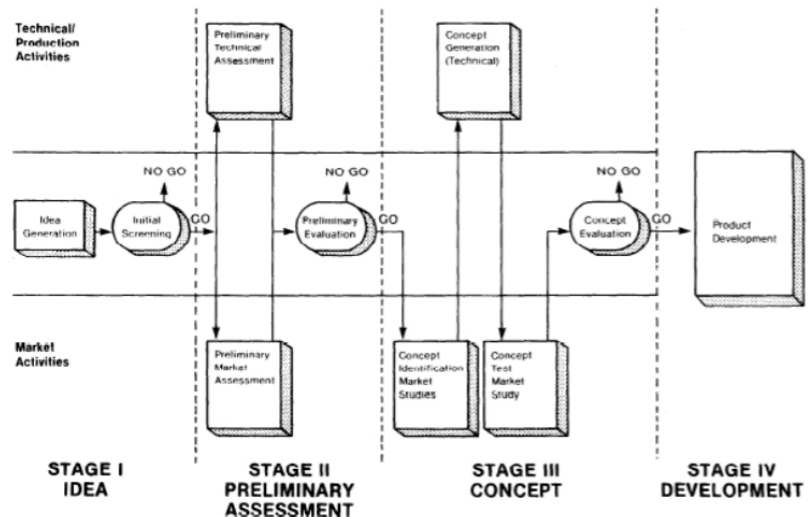 Technical/
Production
Activities
Preliminary
Technical
Assessment
Concept
Generation
(Technical)
NO GO
NO GO
NO GO
Idea
Generation
Initial
Screening
GO
Preliminary
Evaluation
GO
Concept
Evaluation
GO
Product
Development
Market
Activities
Preliminary
Market
Assessment
Concept
Identification
Market
Studies
Concept
Test
Market
Study
STAGE I
IDEA
STAGE II
PRELIMINARY
ASSESSMENT
STAGE III
CONCEPT
STAGE IV
DEVELOPMENT